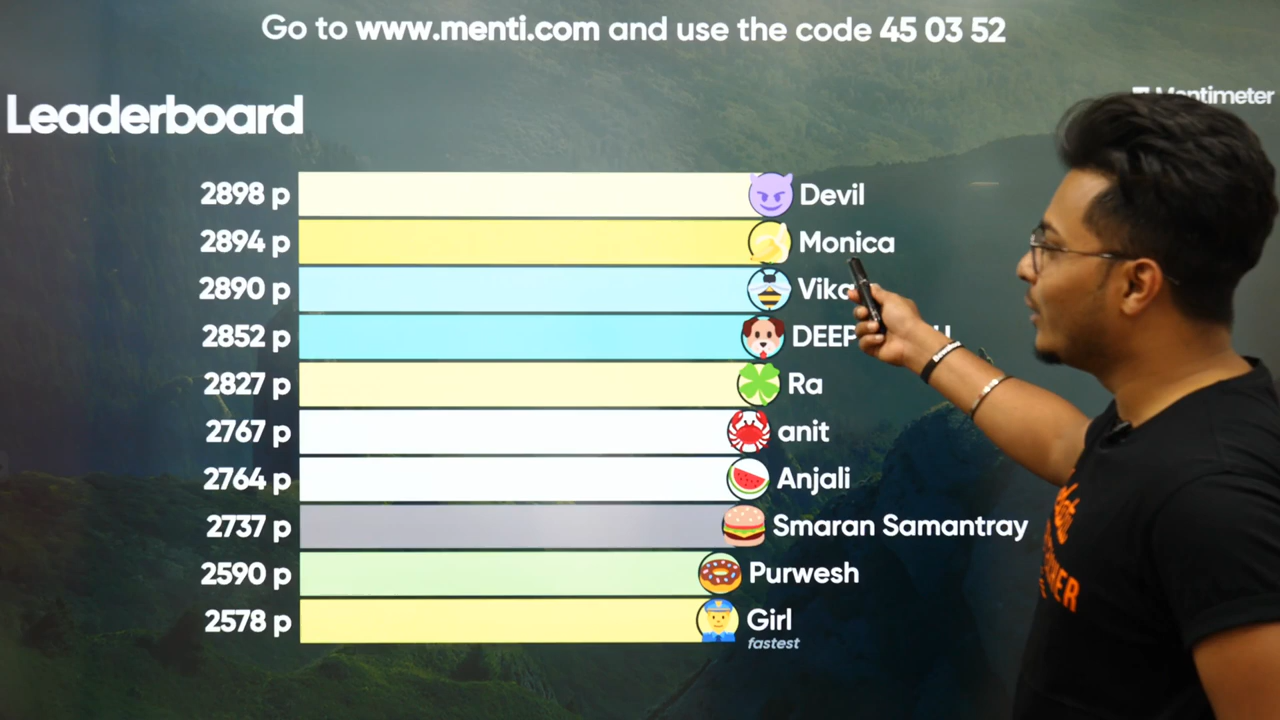 Go to www.menti.com and use the code 45 03 52
Leaderboard
2898 p Devil
2894 p Monica
2890 p
2852 p
2827 p Ra
2767 p anit
2764 p Anjali
2737 p Smaran Samantray
2590 p Purwesh
2578 p Girl
fastest